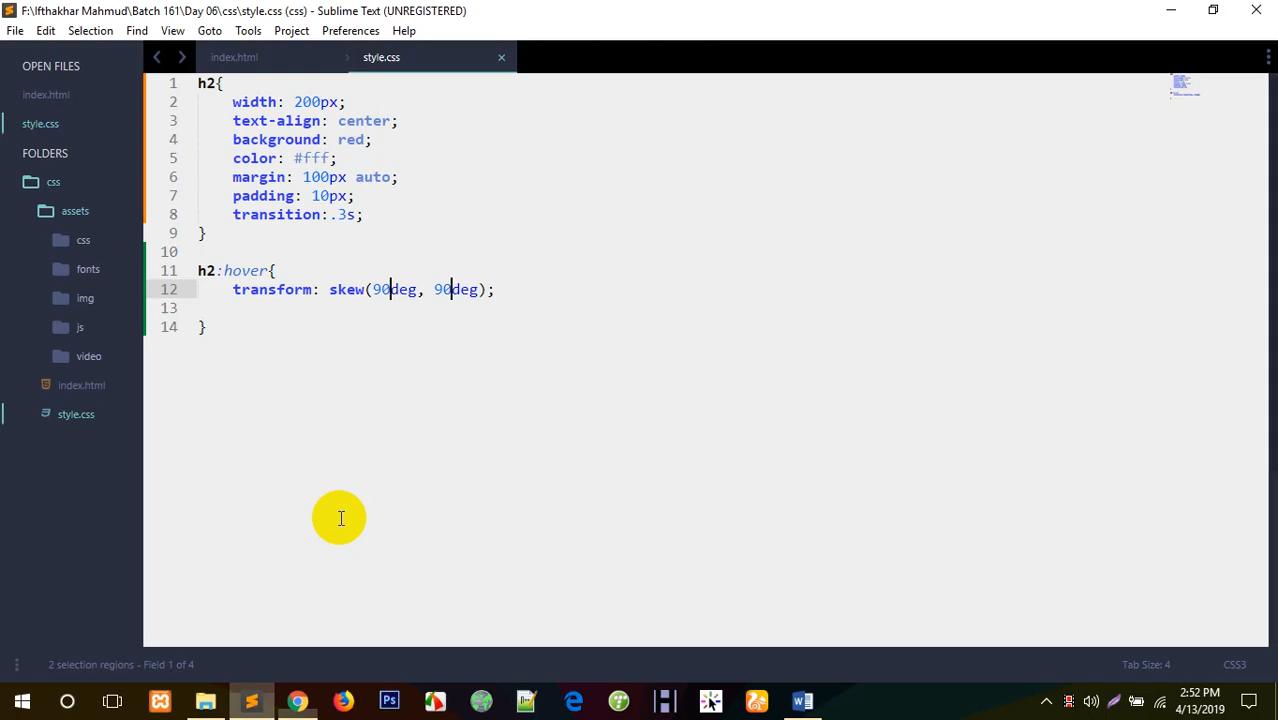 F:\Ifthakhar Mahmud\Batch 161\Day 06\css\style.css (css) - Sublime Text (UNREGISTERED)
File Edit Selection Find View Goto Tools Project Preferences Help
OPEN FILES
index.html
style.css
FOLDERS
css
assets
css
fonts
img
js
video
index.html
style.css
index.html
style.css
1 h2{
2 width: 200px;
3 text-align: center;
4 background: red;
5 color: #fff;
6 margin: 100px auto;
7 padding: 10px;
8 transition:.3s;
9 }
10
11 h2:hover{
12 transform: skew(90deg, 90deg);
13
14 }
2 selection regions - Field 1 of 4
Tab Size: 4
CSS3
Ps
2:52 PM
4/13/2019